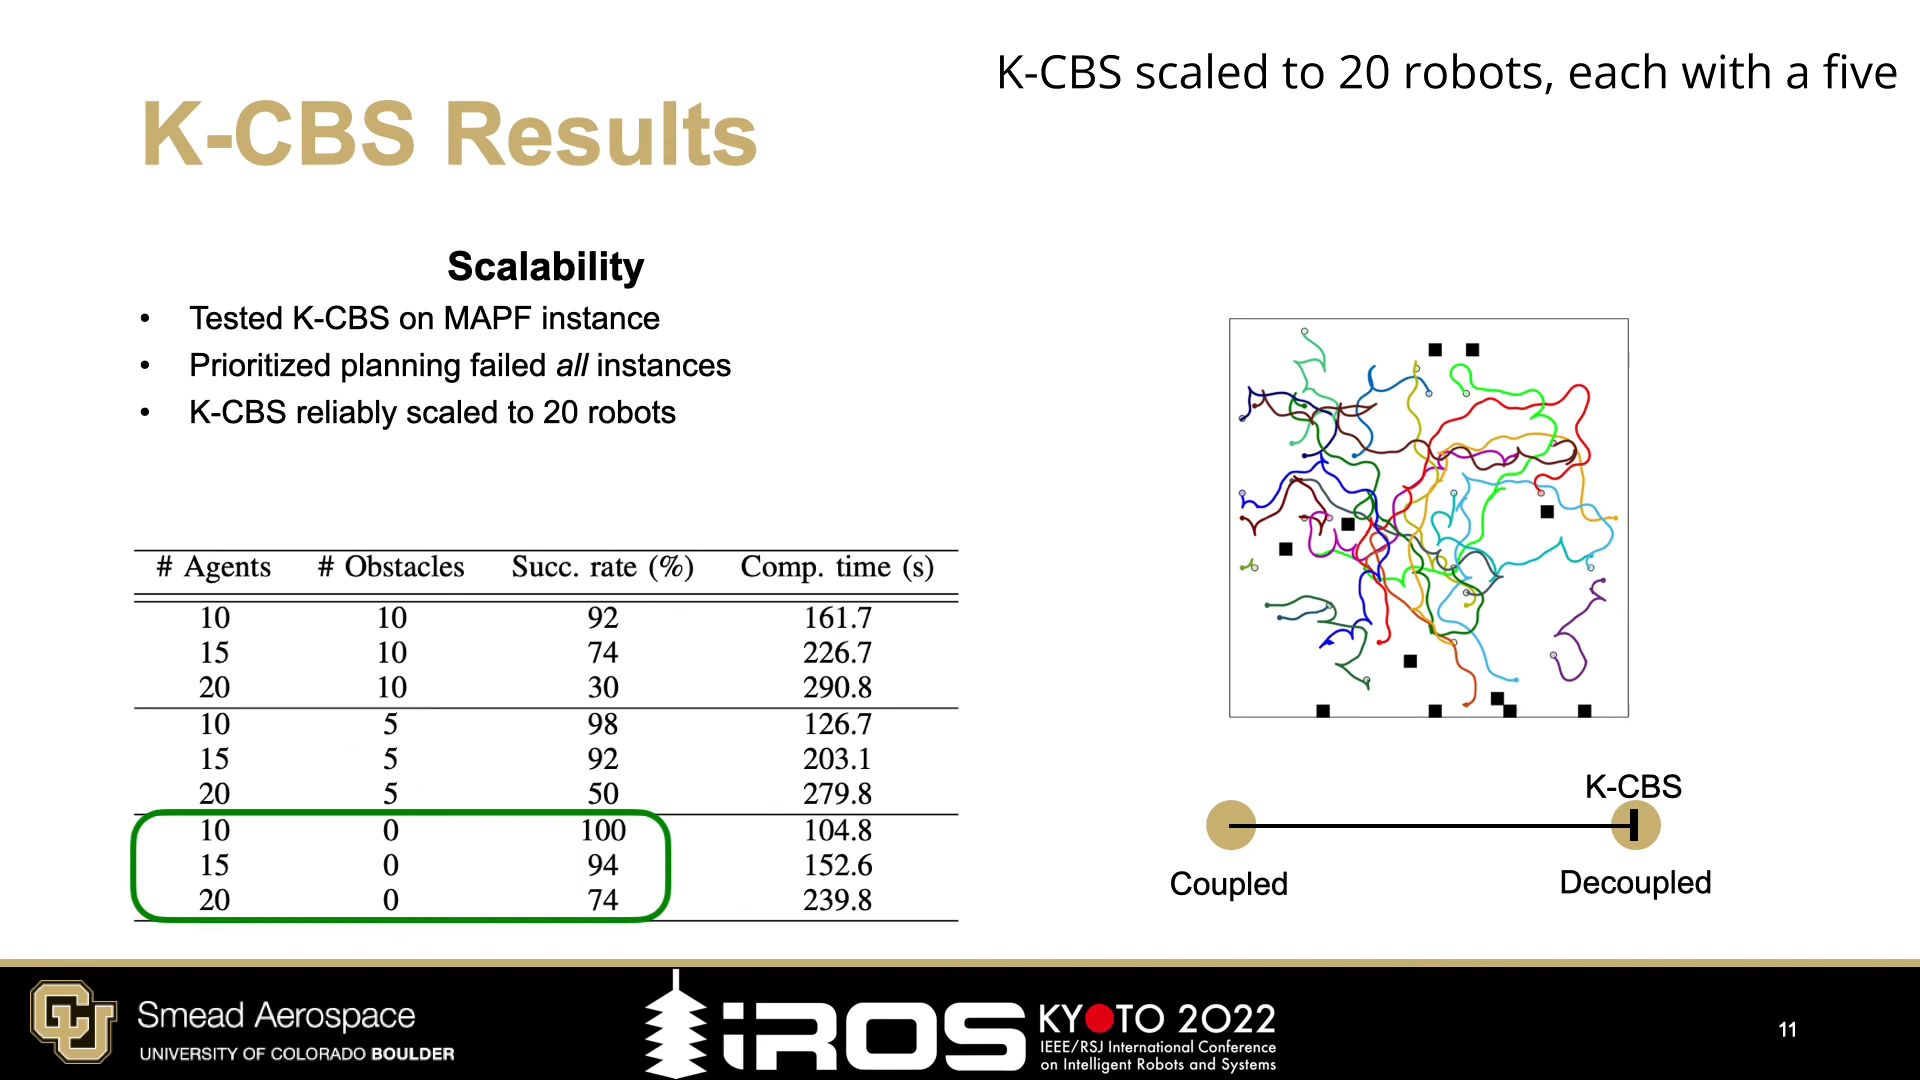 K-CBS scaled to 20 robots, each with a five
K-CBS Results
Scalability
• Tested K-CBS on MAPF instance
• Prioritized planning failed all instances
• K-CBS reliably scaled to 20 robots
# Agents # Obstacles Succ. rate (%) Comp. time (s)
10 10 92 161.7
15 10 74 226.7
20 10 30 290.8
10 5 98 126.7
15 5 92 203.1
20 5 50 279.8
10 0 100 104.8
15 0 94 152.6
20 0 74 239.8
K-CBS
Coupled Decoupled
CU
Smead Aerospace
UNIVERSITY OF COLORADO BOULDER
iROS
KYOTO 2022
IEEE/RSJ International Conference
on Intelligent Robots and Systems
11